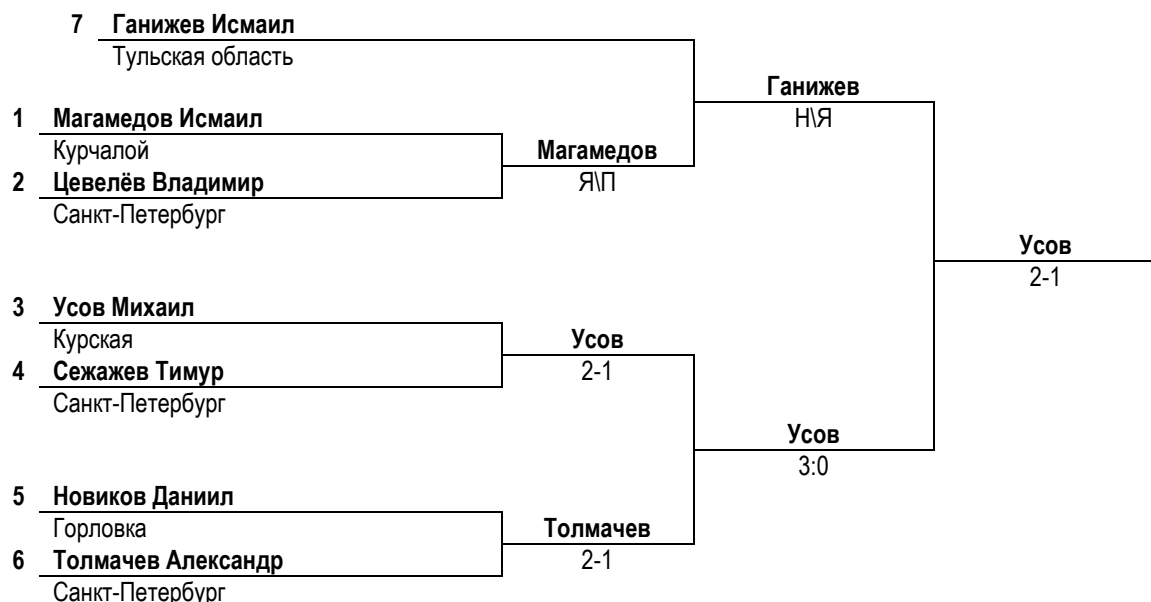 7 Ганижев Исмаил
Тульская область
Ганижев
Н\Я
1 Магамедов Исмаил
Курчалой
Магамедов
Я\П
2 Цевелёв Владимир
Санкт-Петербург
Усов
2-1
3 Усов Михаил
Курская
Усов
2-1
4 Сежажев Тимур
Санкт-Петербург
Усов
3:0
5 Новиков Даниил
Горловка
Толмачев
2-1
6 Толмачев Александр
Санкт-Петербург